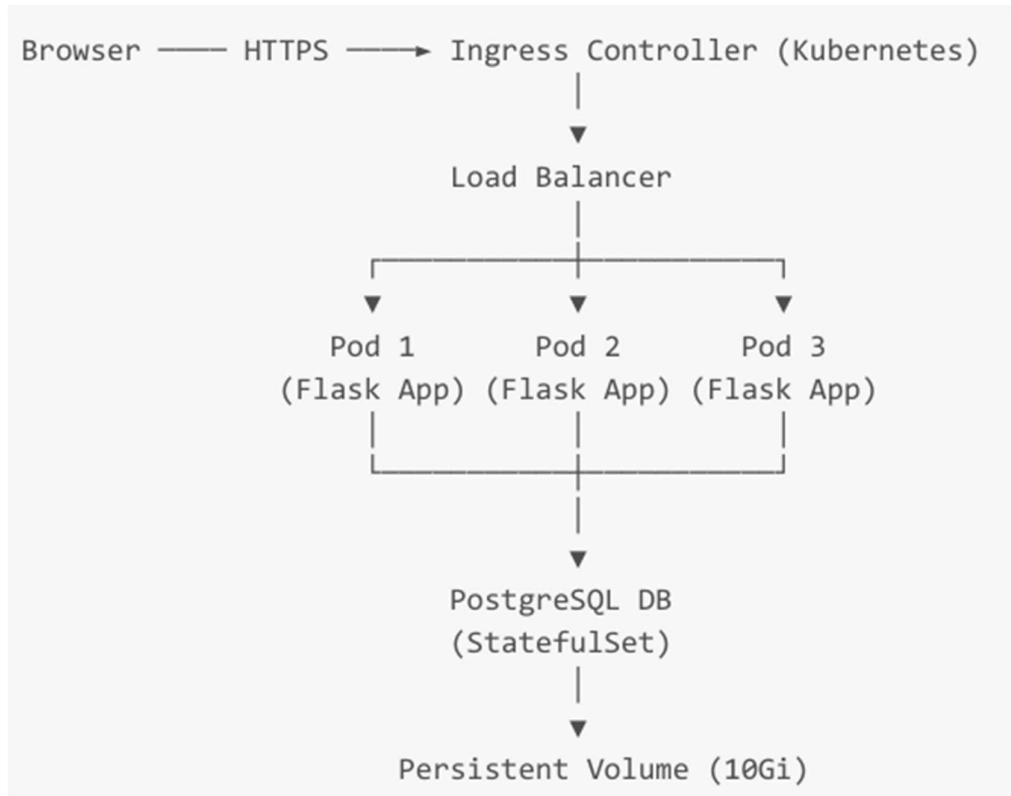 Browser ──── HTTPS ────► Ingress Controller (Kubernetes)
Load Balancer
Pod 1 Pod 2 Pod 3
(Flask App) (Flask App) (Flask App)
PostgreSQL DB
(StatefulSet)
Persistent Volume (10Gi)